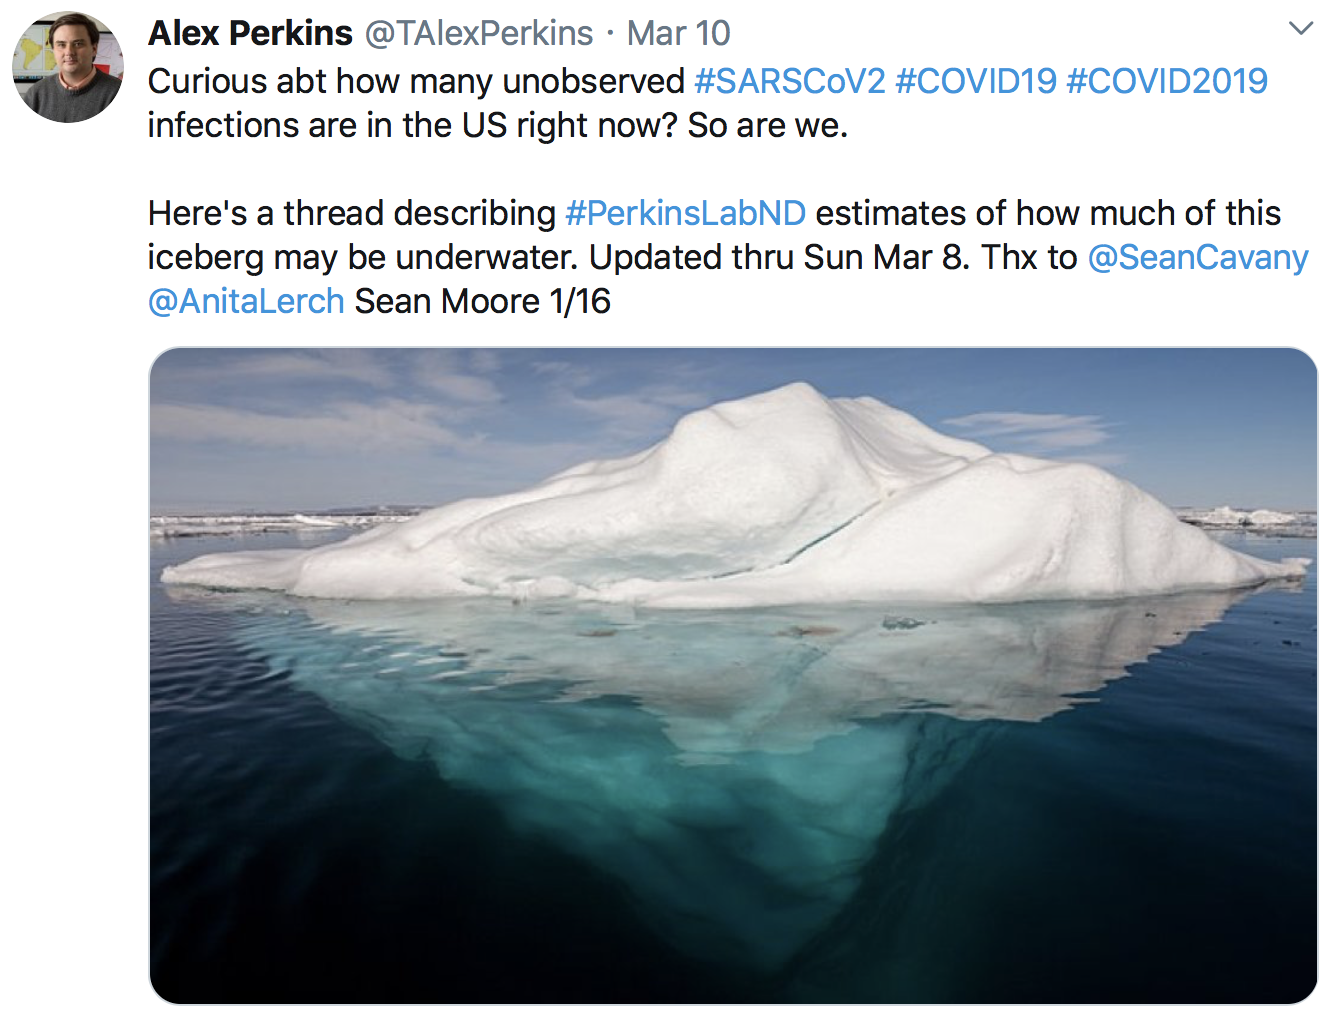 Alex Perkins @TAlexPerkins · Mar 10
Curious abt how many unobserved #SARSCoV2 #COVID19 #COVID2019
infections are in the US right now? So are we.
Here's a thread describing #PerkinsLabND estimates of how much of this
iceberg may be underwater. Updated thru Sun Mar 8. Thx to @SeanCavany
@AnitaLerch Sean Moore 1/16